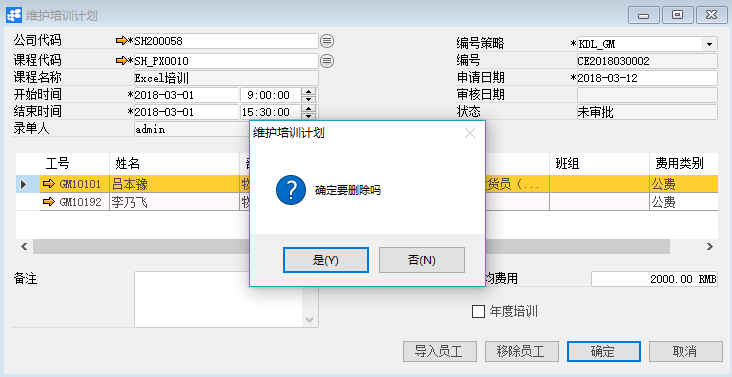 维护培训计划
公司代码 *SH200058 编号策略 *KDL_GM
课程代码 *SH_PX0010 编号 CE2018030002
课程名称 Excel培训 申请日期 *2018-03-12
开始时间 *2018-03-01 9:00:00 审核日期
结束时间 *2018-03-01 15:30:00 状态 未审批
录单人 admin
维护培训计划
工号 姓名 班组 费用类别
GM10101 吕本豫 货员（... 公费
GM10192 李乃飞 公费
确定要删除吗
是(Y) 否(N)
备注 均费用 2000.00 RMB
年度培训
导入员工 移除员工 确定 取消